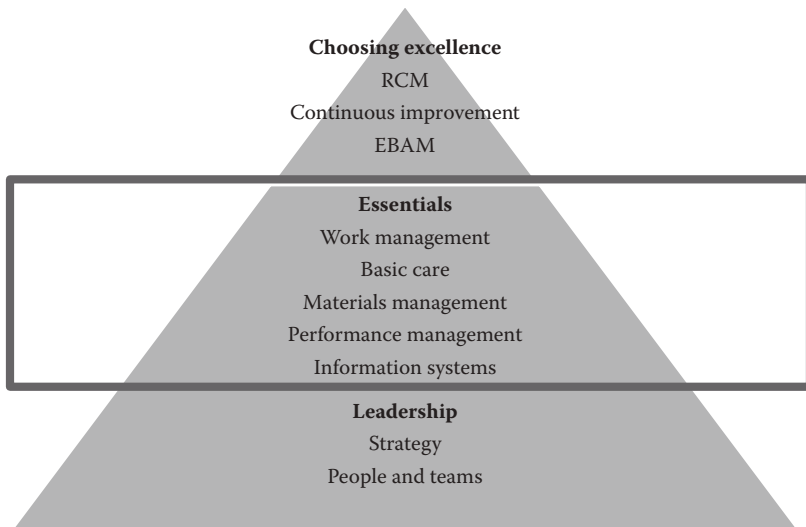 Choosing excellence
RCM
Continuous improvement
EBAM
Essentials
Work management
Basic care
Materials management
Performance management
Information systems
Leadership
Strategy
People and teams